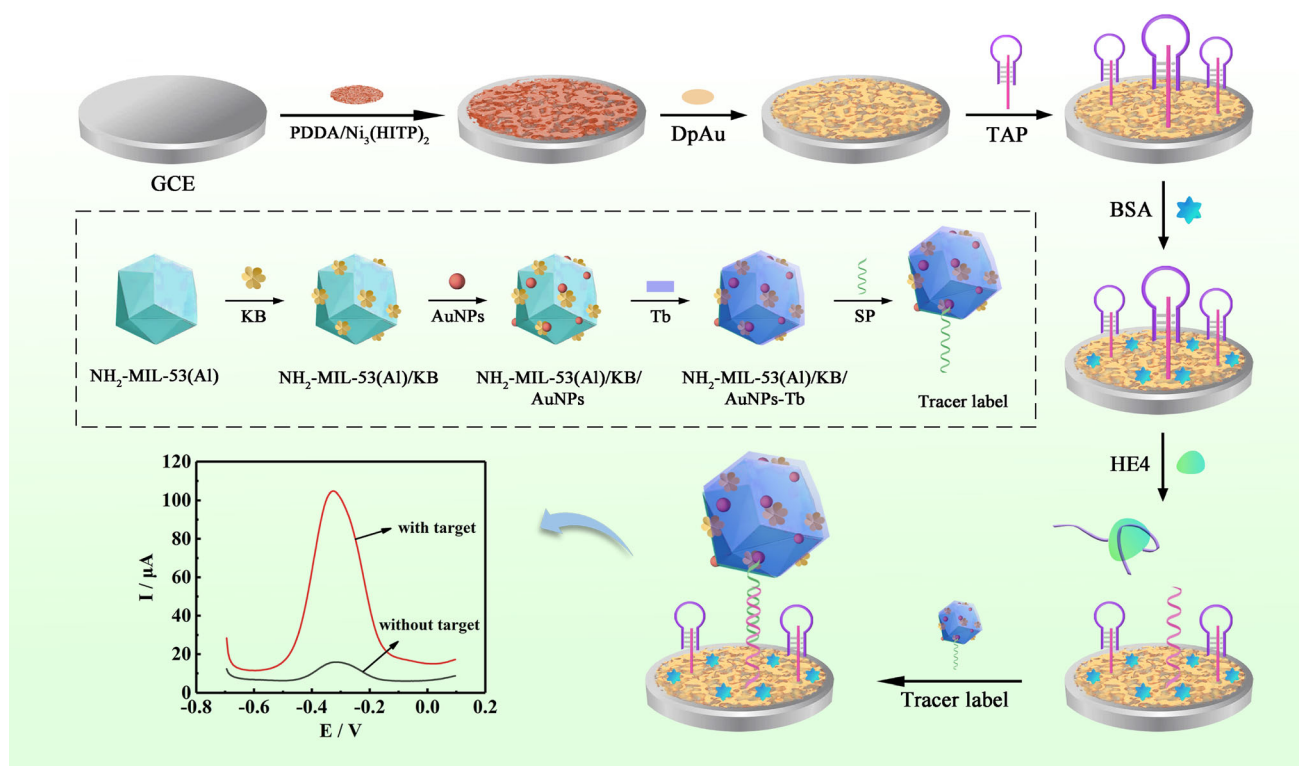 GCE
PDDA/Ni₃(HITP)₂
DpAu
TAP
BSA
HE4
Tracer label
KB
AuNPs
Tb
SP
NH₂-MIL-53(Al)
NH₂-MIL-53(Al)/KB
NH₂-MIL-53(Al)/KB/
AuNPs
NH₂-MIL-53(Al)/KB/
AuNPs-Tb
Tracer label
120
100
80
60
40
20
0
I / μA
with target
without target
-0.8
-0.6
-0.4
-0.2
0.0
0.2
E / V